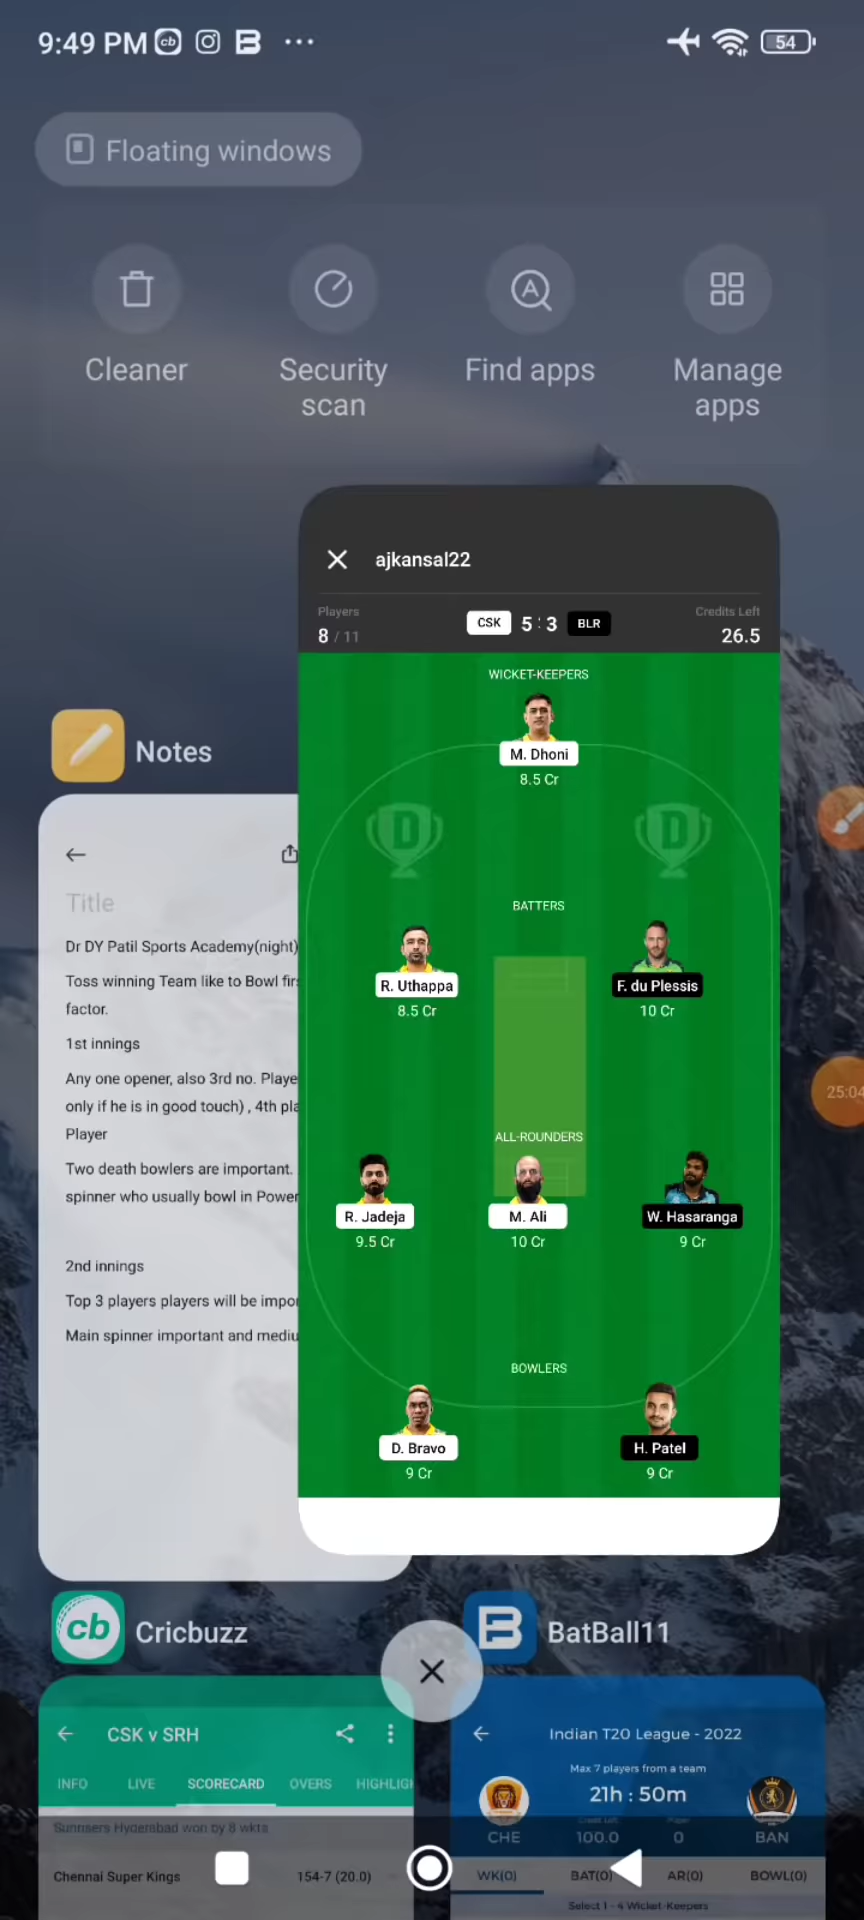 9:49 PM
54
Floating windows
Cleaner
Security scan
Find apps
Manage apps
ajkansal22
Players
8 / 11
CSK 5 : 3 BLR
Credits Left
26.5
WICKET-KEEPERS
M. Dhoni
8.5 Cr
BATTERS
R. Uthappa
8.5 Cr
F. du Plessis
10 Cr
ALL-ROUNDERS
R. Jadeja
9.5 Cr
M. Ali
10 Cr
W. Hasaranga
9 Cr
BOWLERS
D. Bravo
9 Cr
H. Patel
9 Cr
25:04
Notes
Title
Dr DY Patil Sports Academy(night)
Toss winning Team like to Bowl
factor.
1st innings
Any one opener, also 3rd no.
only if he is in good touch) , 4th
Player
Two death bowlers are important.
spinner who usually bowl in
2nd innings
Top 3 players players will be
Main spinner important and
cb Cricbuzz
CSK v SRH
INFO LIVE SCORECARD OVERS
Sunrisers Hyderabad won by 8 wkts
Chennai Super Kings 154-7 (20.0)
B BatBall11
Indian T20 League - 2022
Max 7 players from a team
21h : 50m
CHE 100.0 0 BAN
WK(0) BAT(0) AR(0) BOWL(0)
Select 1 - 4 Wicket-Keepers